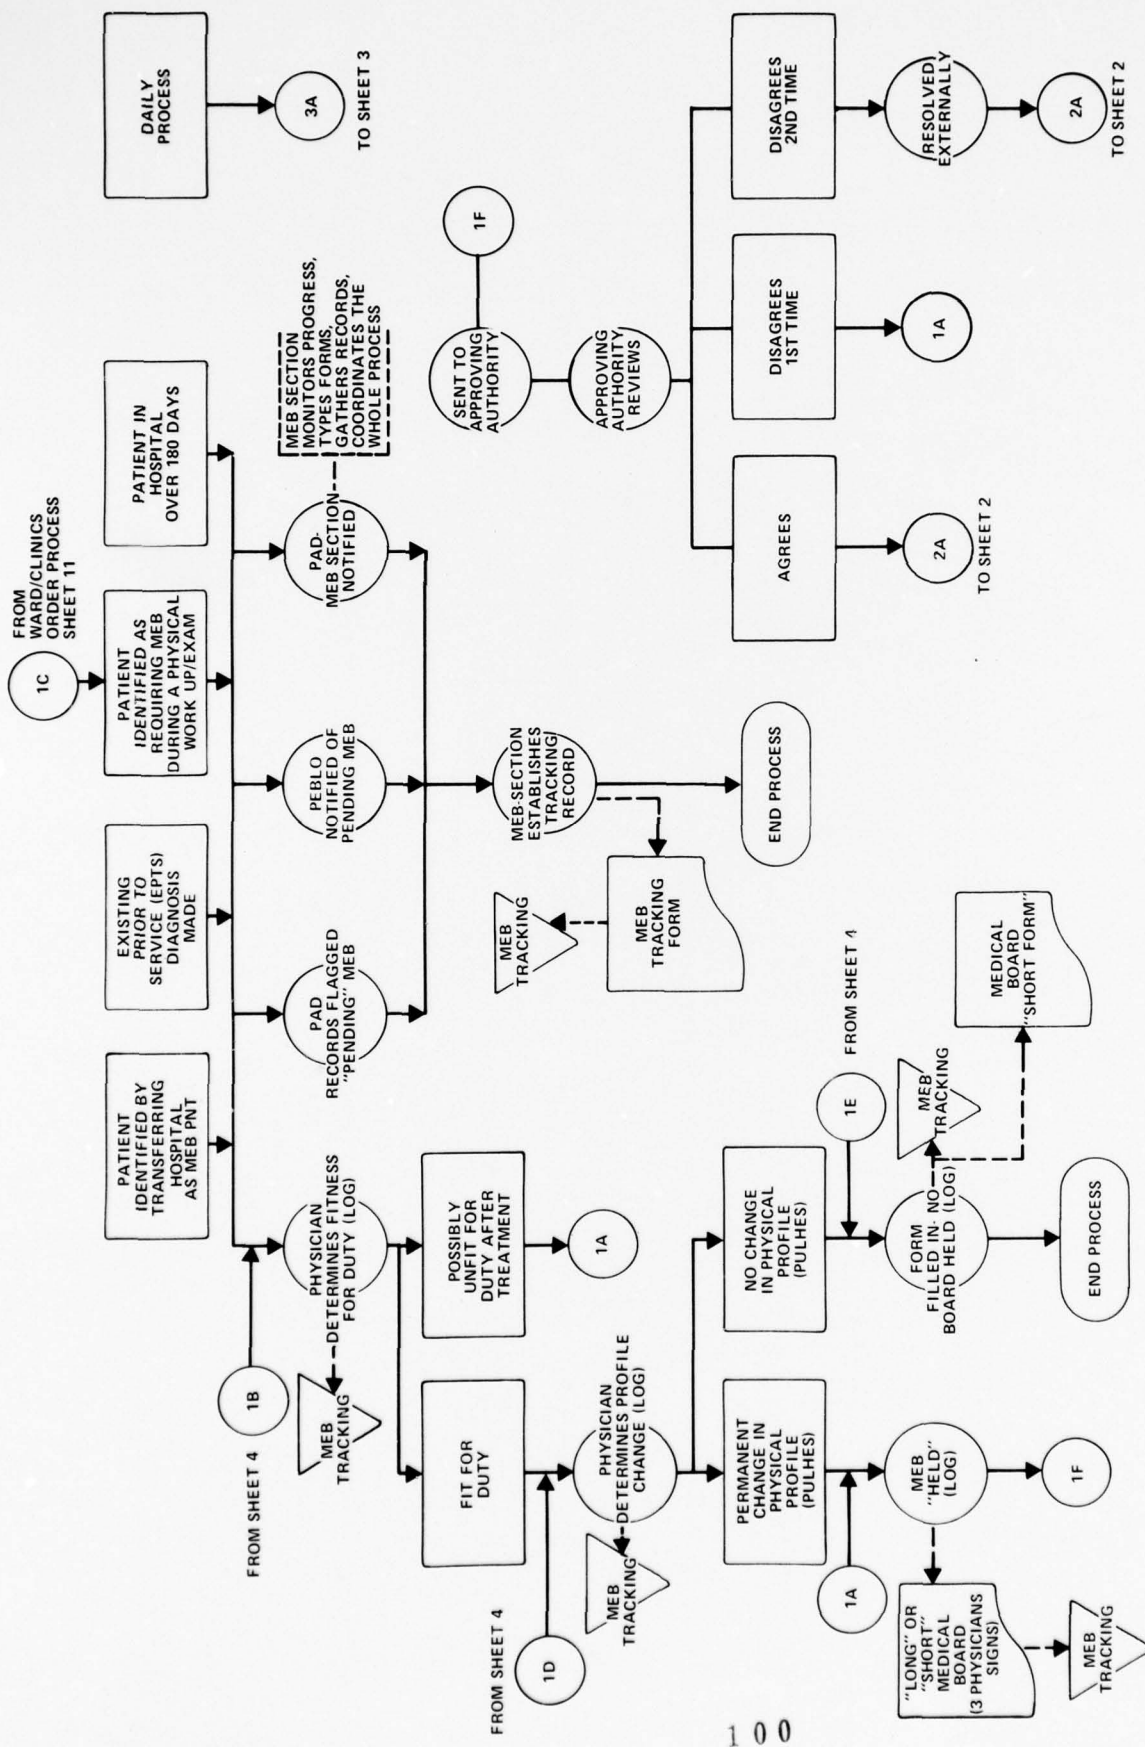 FROM
WARD/CLINICS
ORDER PROCESS
SHEET 11
1C
PATIENT
IDENTIFIED BY
TRANSFERRING
HOSPITAL
AS MEB PNT
EXISTING
PRIOR TO
SERVICE (EPTS)
DIAGNOSIS
MADE
PATIENT
IDENTIFIED AS
REQUIRING MEB
DURING A PHYSICAL
WORK UP/EXAM
PATIENT IN
HOSPITAL
OVER 180 DAYS
DAILY
PROCESS
3A
TO SHEET 3
FROM SHEET 4
1B
PHYSICIAN
DETERMINES FITNESS
FOR DUTY (LOG)
MEB
TRACKING
PAD
RECORDS FLAGGED
"PENDING" MEB
PEBLO
NOTIFIED OF
PENDING MEB
PAD-
MEB SECTION
NOTIFIED
MEB SECTION
MONITORS PROGRESS,
TYPES FORMS,
GATHERS RECORDS,
COORDINATES THE
WHOLE PROCESS
FIT FOR
DUTY
POSSIBLY
UNFIT FOR
DUTY AFTER
TREATMENT
1A
MEB-SECTION
ESTABLISHES
TRACKING
RECORD
MEB
TRACKING
MEB
TRACKING
FORM
END PROCESS
SENT TO
APPROVING
AUTHORITY
1F
APPROVING
AUTHORITY
REVIEWS
FROM SHEET 4
1D
PHYSICIAN
DETERMINES PROFILE
CHANGE (LOG)
MEB
TRACKING
PERMANENT
CHANGE IN
PHYSICAL
PROFILE
(PULHES)
NO CHANGE
IN PHYSICAL
PROFILE
(PULHES)
1E
FROM SHEET 4
AGREES
DISAGREES
1ST TIME
DISAGREES
2ND TIME
1A
MEB
"HELD"
(LOG)
FORM
FILLED IN- NO
BOARD HELD (LOG)
MEB
TRACKING
MEDICAL
BOARD
"SHORT FORM"
2A
TO SHEET 2
1A
RESOLVED
EXTERNALLY
2A
TO SHEET 2
"LONG" OR
"SHORT"
MEDICAL
BOARD
(3 PHYSICIANS
SIGNS)
MEB
TRACKING
1F
END PROCESS
100